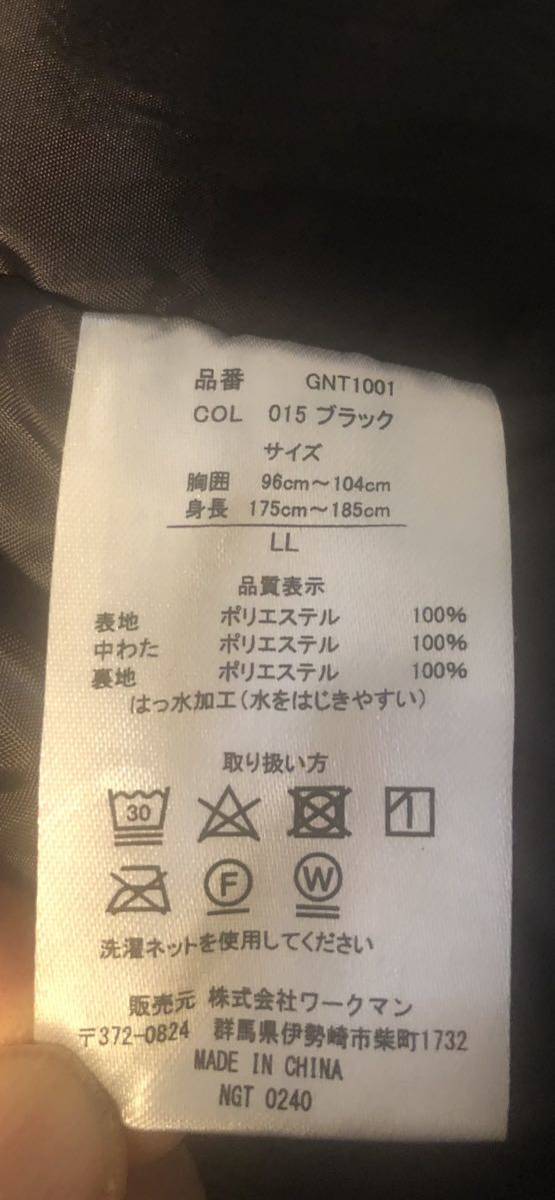 品番 GNT1001
COL 015 ブラック
サイズ
胸囲 96cm～104cm
身長 175cm～185cm
LL
品質表示
表地 ポリエステル 100%
中わた ポリエステル 100%
裏地 ポリエステル 100%
はっ水加工(水をはじきやすい)
取り扱い方
30
F W
洗濯ネットを使用してください
販売元 株式会社ワークマン
〒372-0824 群馬県伊勢崎市柴町1732
MADE IN CHINA
NGT 0240